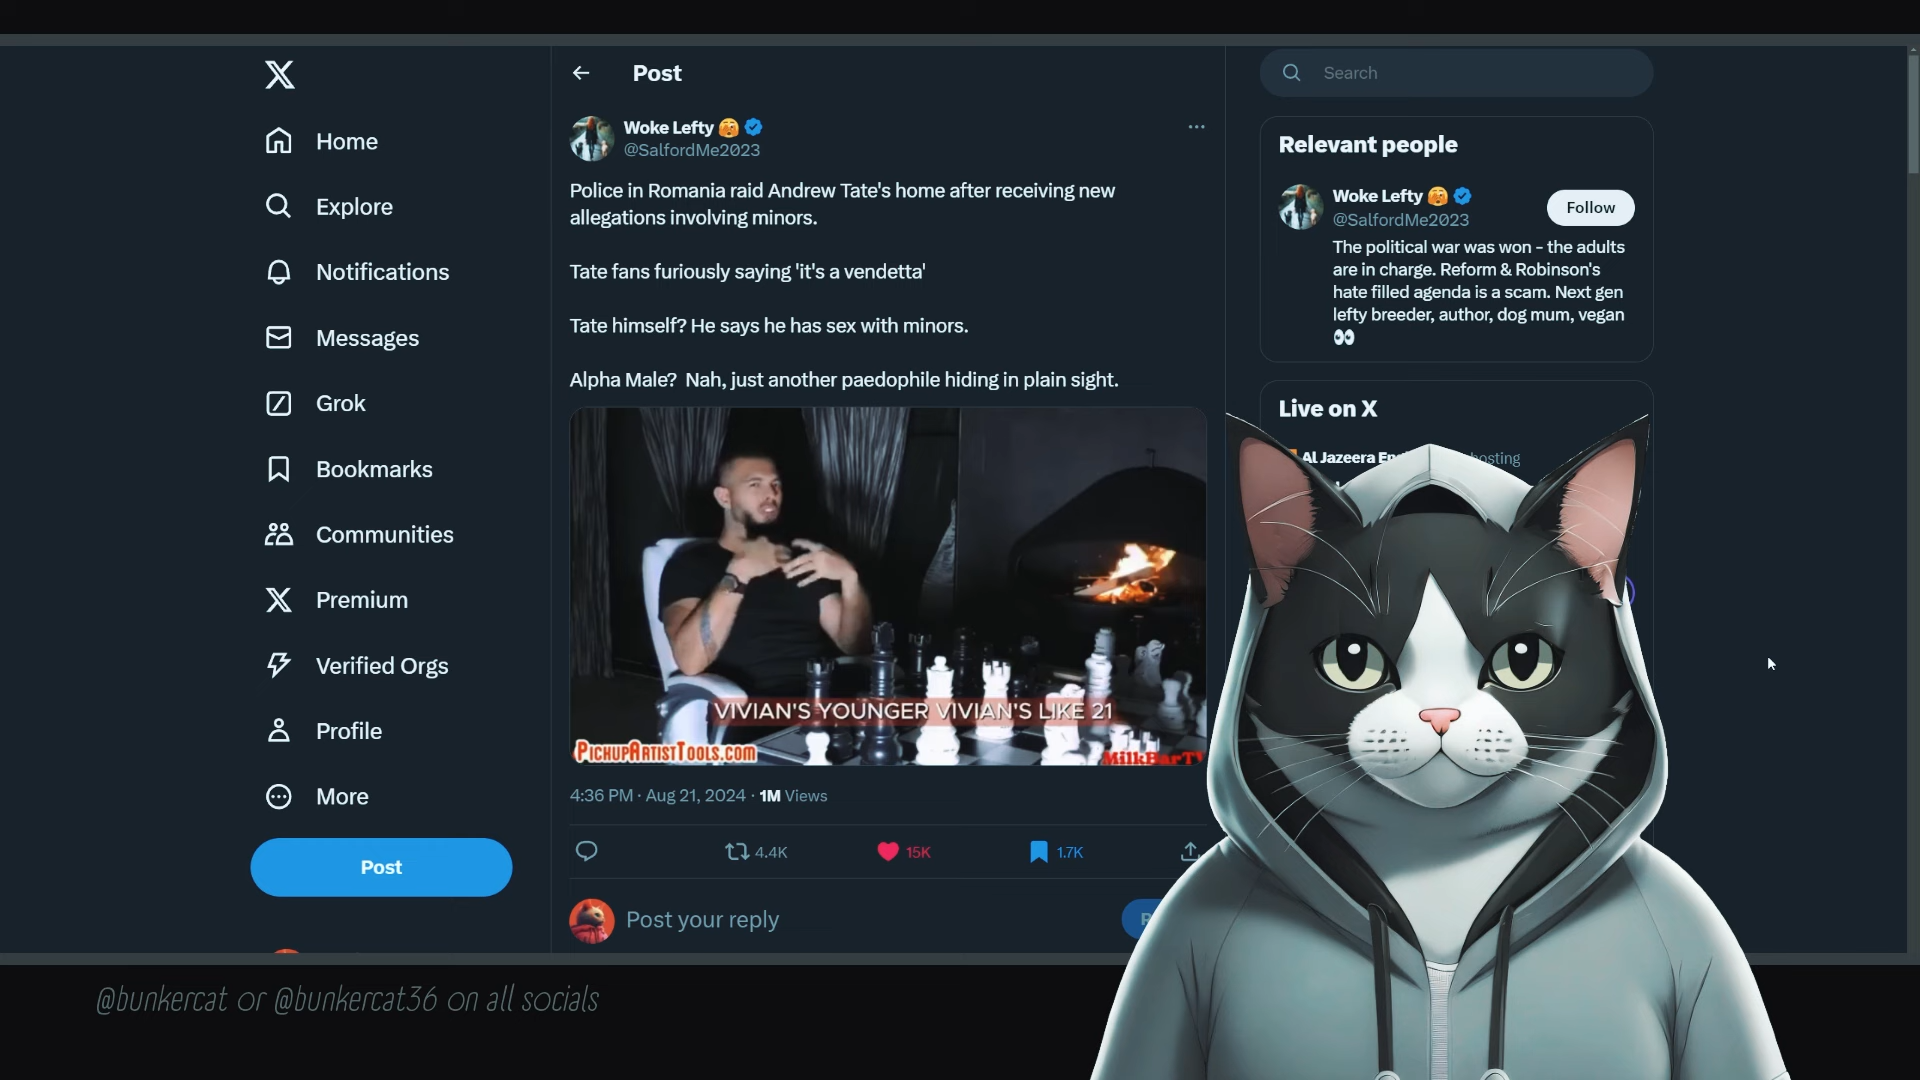 Home
Explore
Notifications
Messages
Grok
Bookmarks
Communities
Premium
Verified Orgs
Profile
More
Post
Post
Woke Lefty
@SalfordMe2023
Police in Romania raid Andrew Tate's home after receiving new
allegations involving minors.
Tate fans furiously saying 'it's a vendetta'
Tate himself? He says he has sex with minors.
Alpha Male?  Nah, just another paedophile hiding in plain sight.
VIVIAN'S YOUNGER VIVIAN'S LIKE 21
PICKUPARTISTTOOLS.COM
MilkBarTV
4:36 PM · Aug 21, 2024 · 1M Views
4.4K
15K
1.7K
Post your reply
Search
Relevant people
Woke Lefty
@SalfordMe2023
Follow
The political war was won - the adults
are in charge. Reform & Robinson's
hate filled agenda is a scam. Next gen
lefty breeder, author, dog mum, vegan
Live on X
Al Jazeera
@bunkercat or @bunkercat36 on all socials